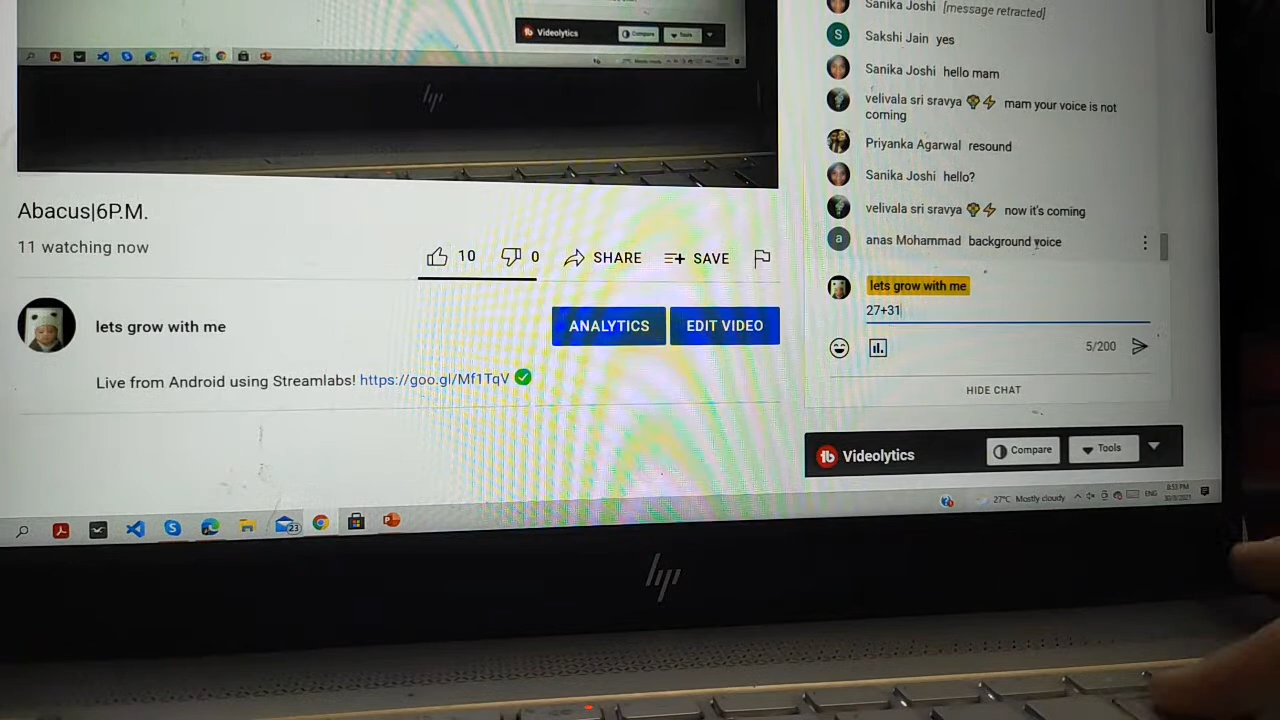 Videolytics
Compare
Tools
hp
Abacus|6P.M.
11 watching now
10
0
SHARE
SAVE
lets grow with me
ANALYTICS
EDIT VIDEO
Live from Android using Streamlabs! https://goo.gl/Mf1TqV
Sanika Joshi [message retracted]
S
Sakshi Jain yes
Sanika Joshi hello mam
velivala sri sravya mam your voice is not
coming
Priyanka Agarwal resound
Sanika Joshi hello?
velivala sri sravya now it's coming
a
anas Mohammad background voice
lets grow with me
27+31
5/200
HIDE CHAT
tb Videolytics
Compare
Tools
23
27°C Mostly cloudy
ENG
hp